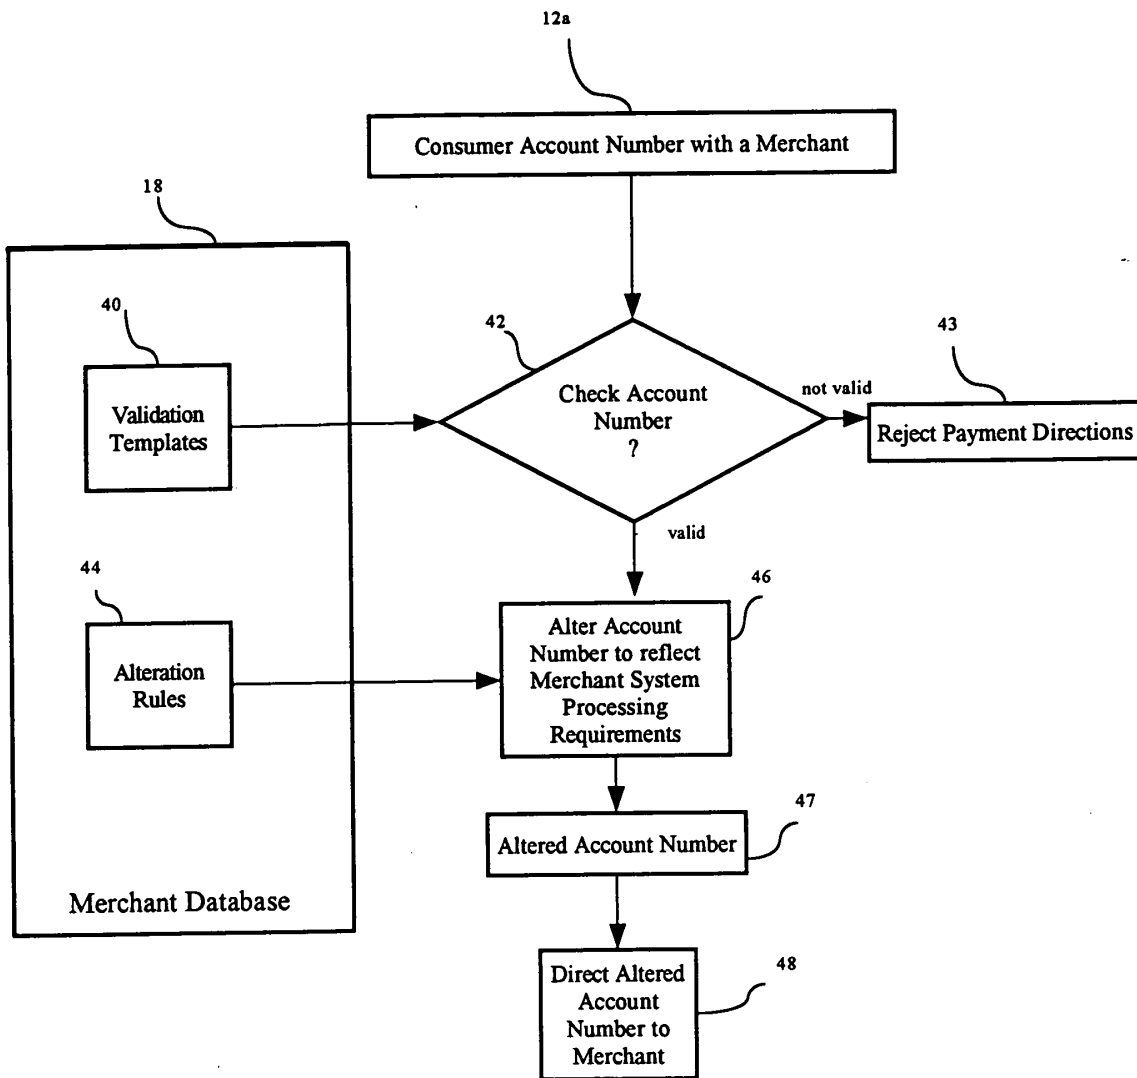 12a
Consumer Account Number with a Merchant
18
40
42
43
Validation
Templates
Check Account
Number
?
not valid
Reject Payment Directions
valid
44
46
Alteration
Rules
Alter Account
Number to reflect
Merchant System
Processing
Requirements
47
Altered Account Number
Merchant Database
48
Direct Altered
Account
Number to
Merchant